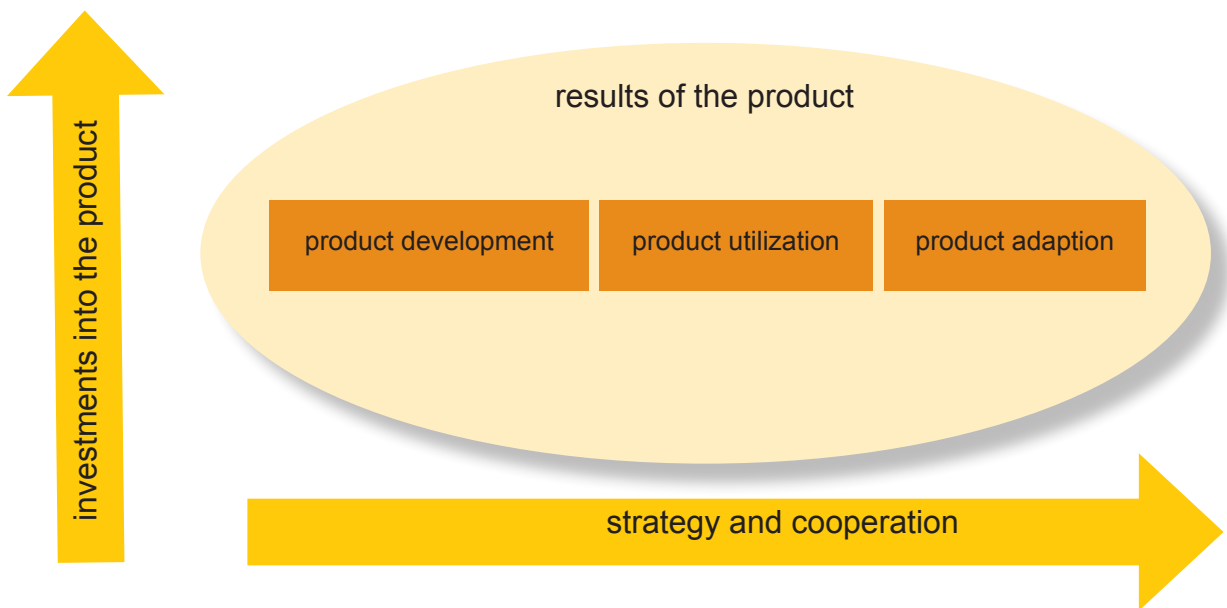 results of the product
investments into the product
product development
product utilization
product adaption
strategy and cooperation